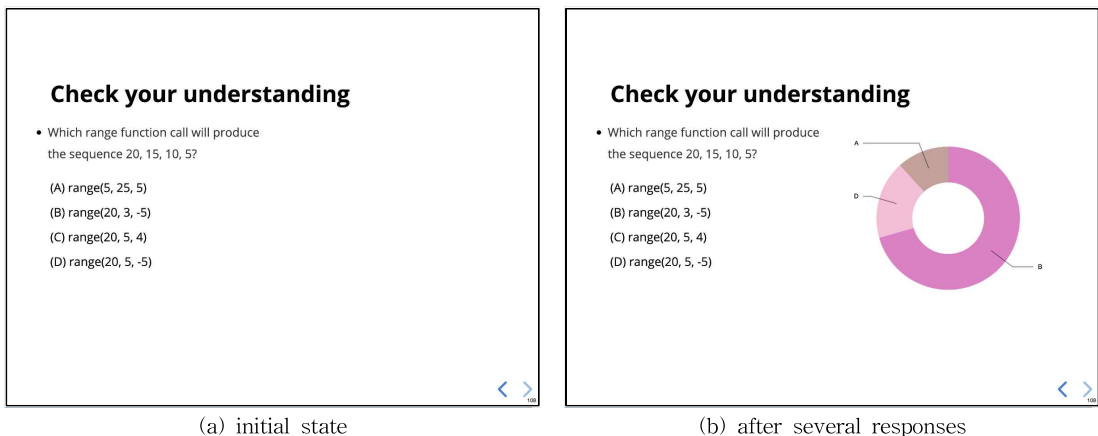 Check your understanding
• Which range function call will produce
the sequence 20, 15, 10, 5?
(A) range(5, 25, 5)
(B) range(20, 3, -5)
(C) range(20, 5, 4)
(D) range(20, 5, -5)
108
(a) initial state
Check your understanding
• Which range function call will produce
the sequence 20, 15, 10, 5?
(A) range(5, 25, 5)
(B) range(20, 3, -5)
(C) range(20, 5, 4)
(D) range(20, 5, -5)
A
D
B
108
(b) after several responses